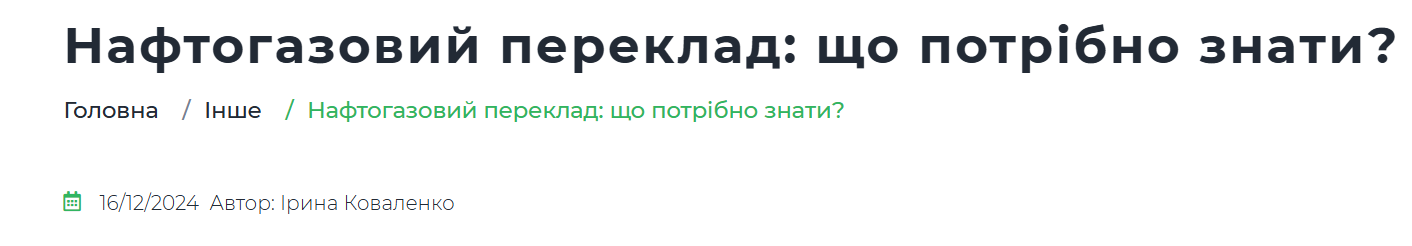 Нафтогазовий переклад: що потрібно знати?
Головна / Інше / Нафтогазовий переклад: що потрібно знати?
16/12/2024 Автор: Ірина Коваленко